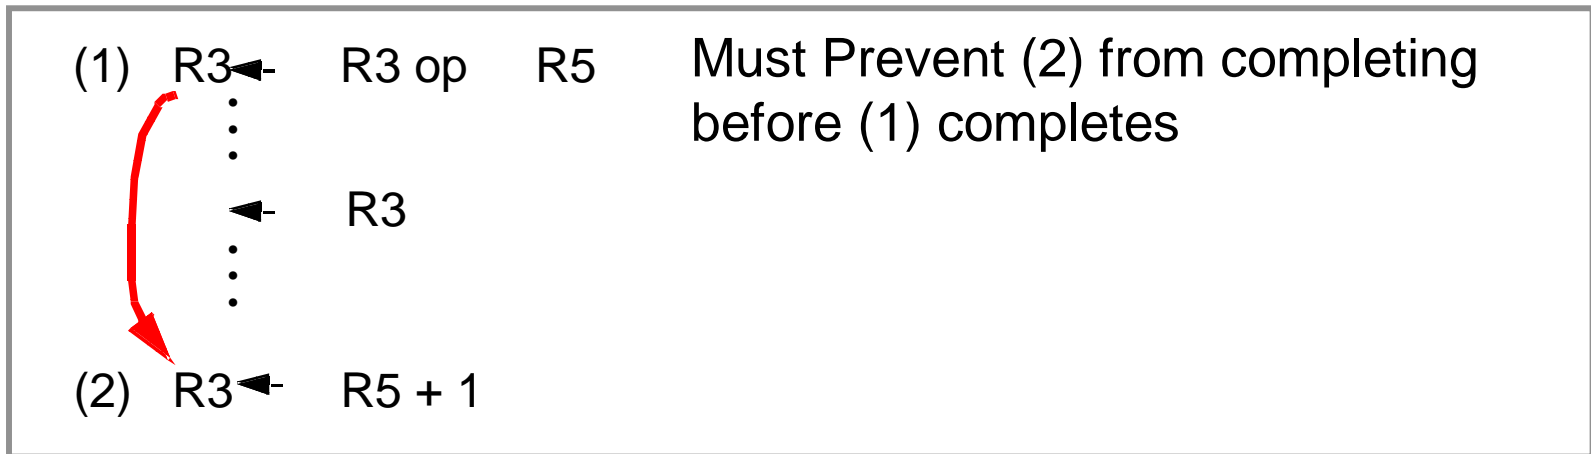 (1) R3 R3 op R5
Must Prevent (2) from completing
before (1) completes
R3
(2) R3 R5 + 1